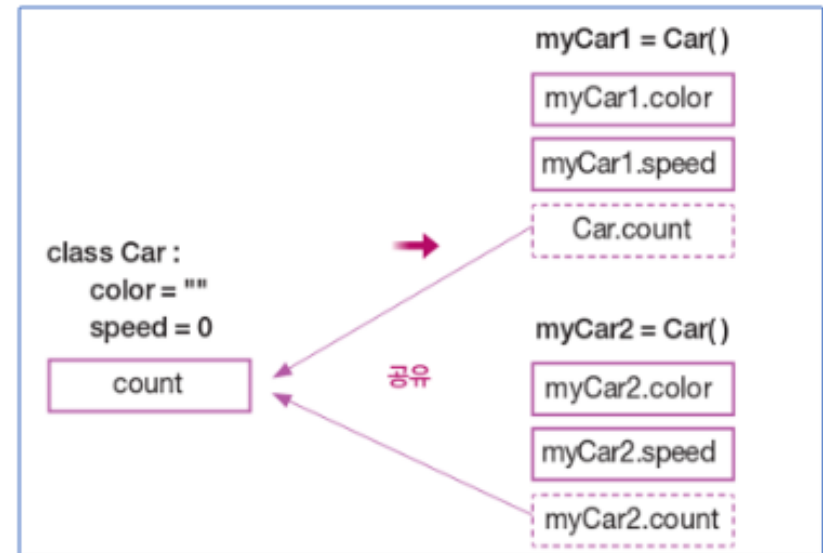 class Car :
color = ""
speed = 0
count
공유
myCar1 = Car( )
myCar1.color
myCar1.speed
Car.count
myCar2 = Car( )
myCar2.color
myCar2.speed
myCar2.count